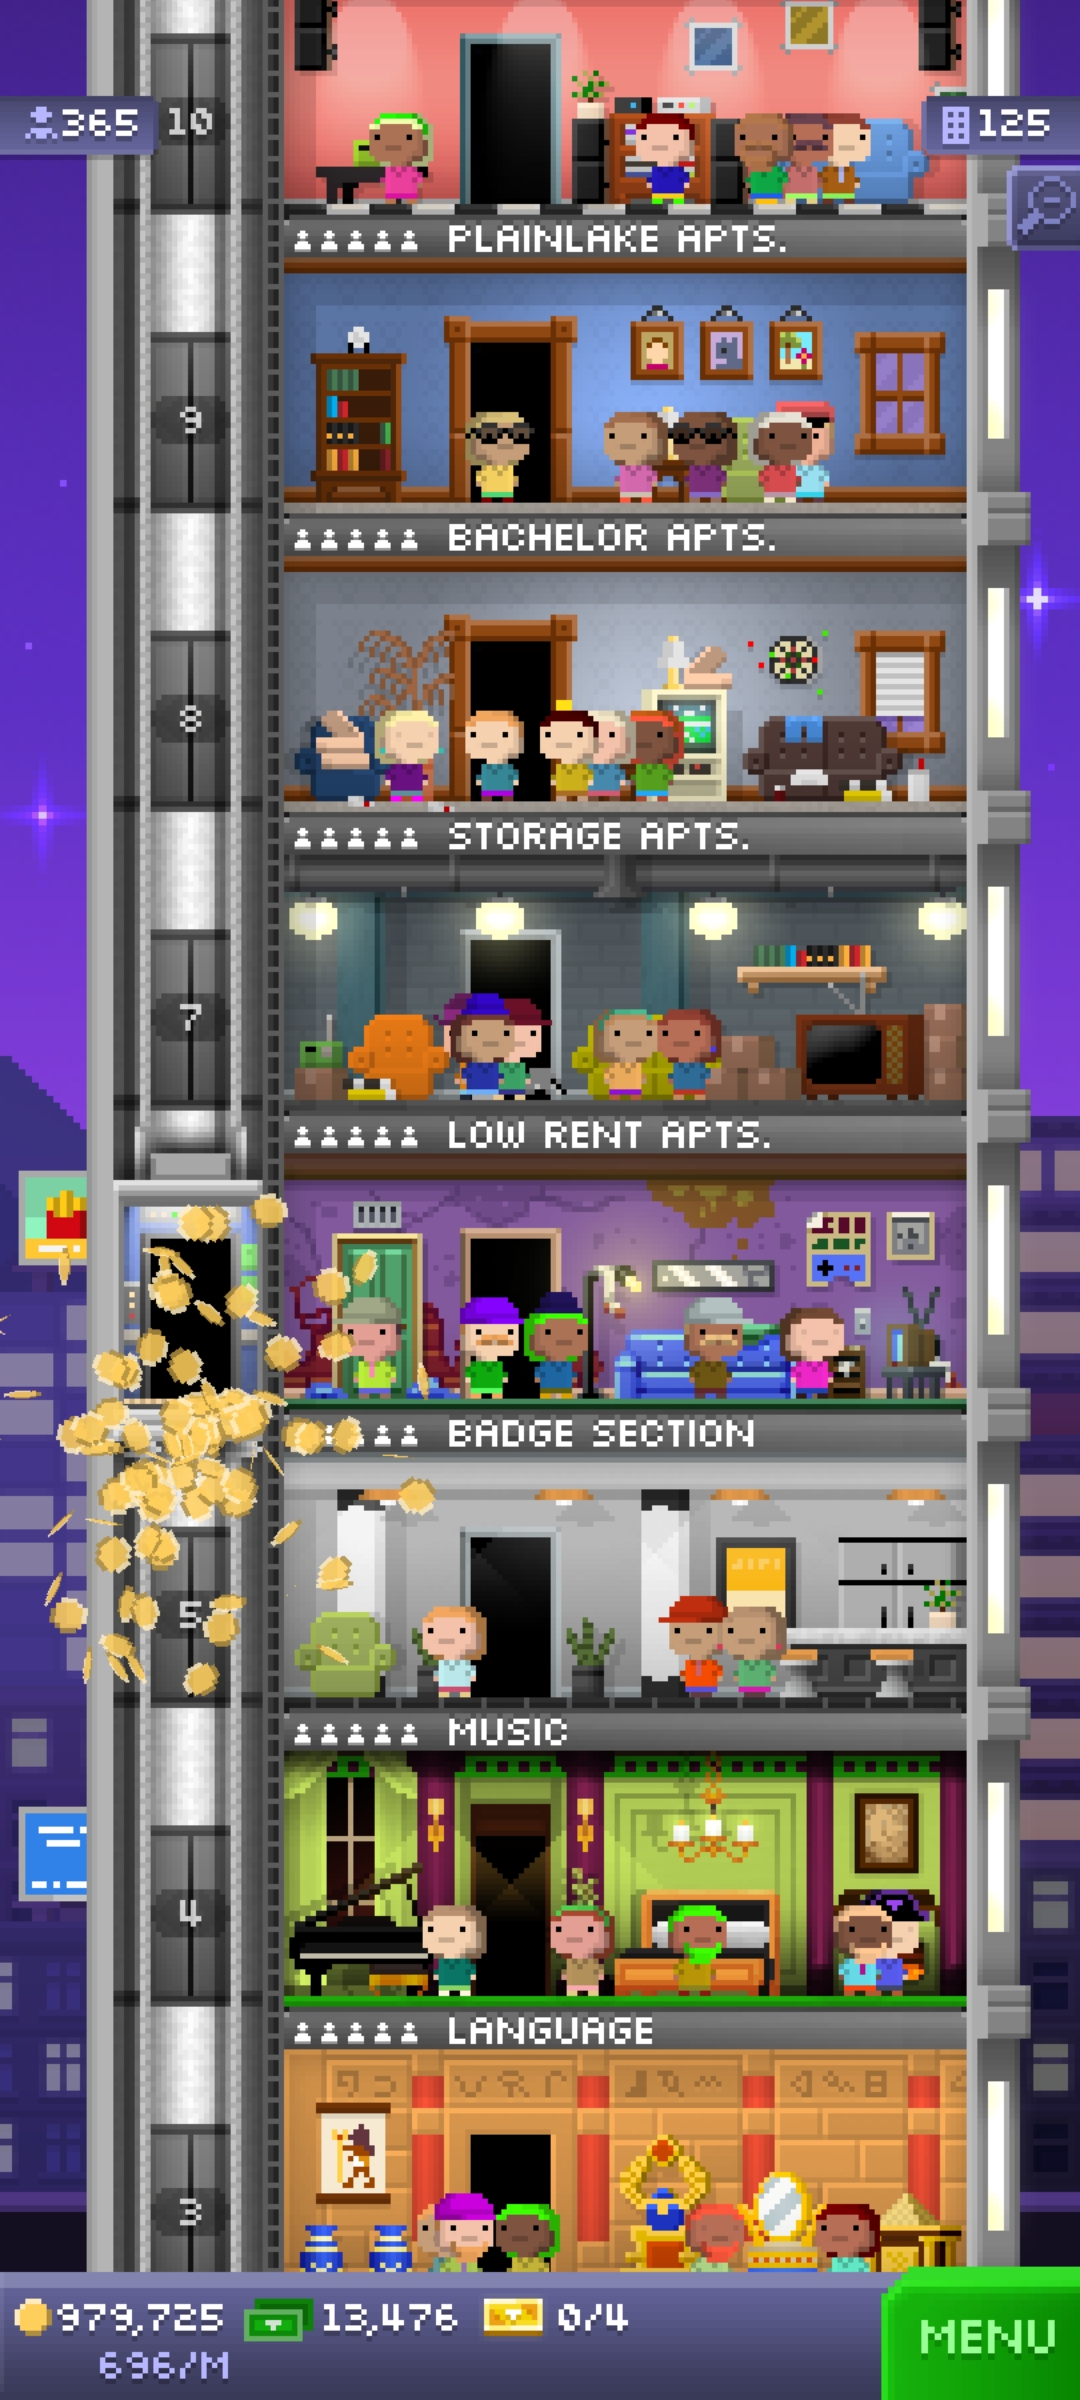 365
10
125
PLAINLAKE APTS.
9
BACHELOR APTS.
8
STORAGE APTS.
7
LOW RENT APTS.
BADGE SECTION
5
MUSIC
4
LANGUAGE
3
979,725
13,476
0/4
696/M
MENU